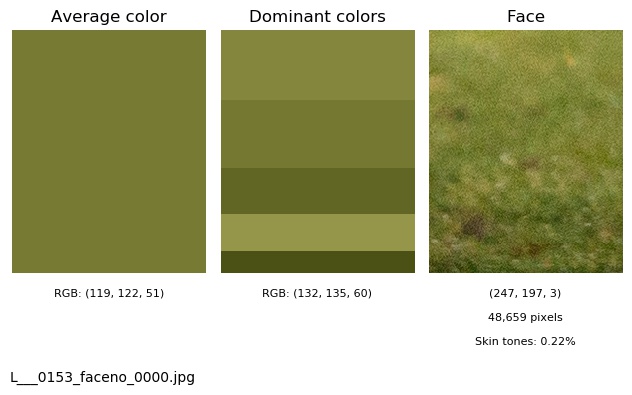 Average color
Dominant colors
Face
RGB: (119, 122, 51)
RGB: (132, 135, 60)
(247, 197, 3)
48,659 pixels
Skin tones: 0.22%
L___0153_faceno_0000.jpg